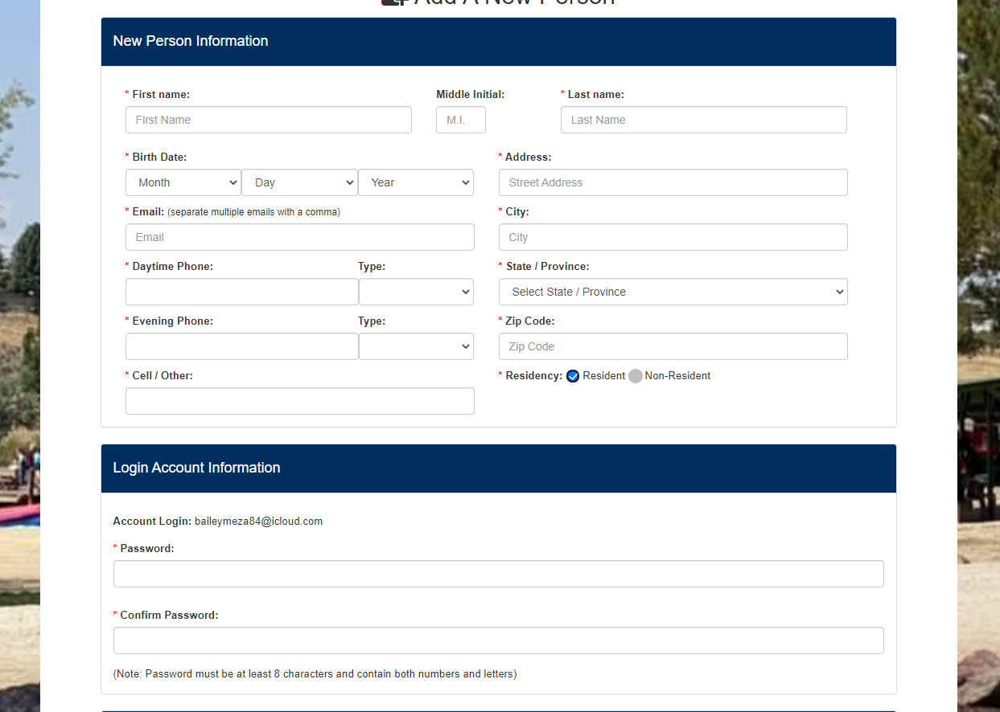 Add A New Person
New Person Information
* First name: Middle Initial: * Last name:
First Name M.I. Last Name
* Birth Date: * Address:
Month Day Year Street Address
* Email: (separate multiple emails with a comma) * City:
Email City
* Daytime Phone: Type: * State / Province:
Select State / Province
* Evening Phone: Type: * Zip Code:
Zip Code
* Cell / Other: * Residency: Resident Non-Resident
Login Account Information
Account Login: baileymeza84@icloud.com
* Password:
* Confirm Password:
(Note: Password must be at least 8 characters and contain both numbers and letters)